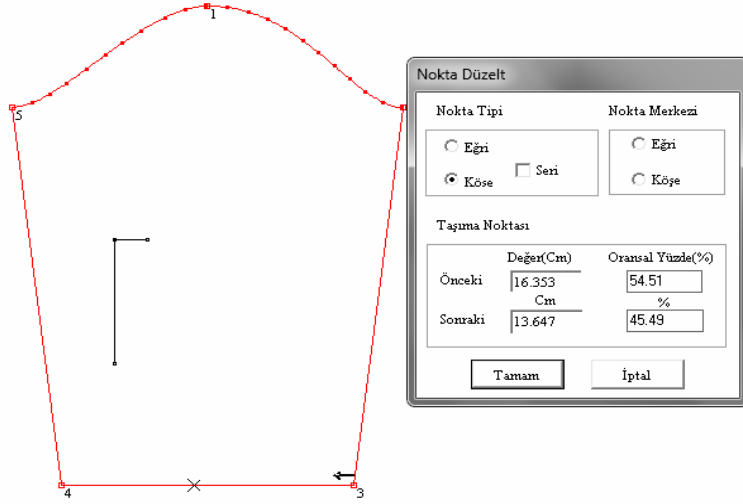 1
5
4
3
Nokta Düzelt
Nokta Tipi Nokta Merkezi
Eğri Eğri
Seri
Köse Köşe
Taşıma Noktası
Değer(Cm) Oransal Yüzde(%)
Önceki 16.353 54.51
Cm %
Sonraki 13.647 45.49
Tamam İptal